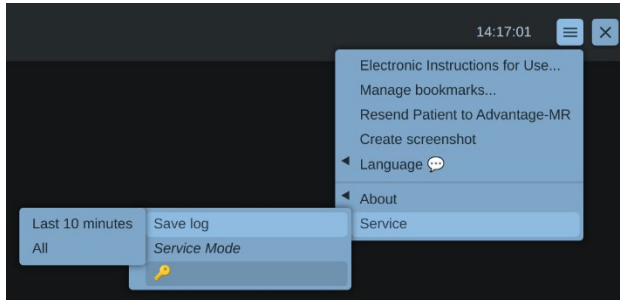 14:17:01
Electronic Instructions for Use...
Manage bookmarks...
Resend Patient to Advantage-MR
Create screenshot
Language 💬
About
Service
Save log
Service Mode
🔑
Last 10 minutes
All